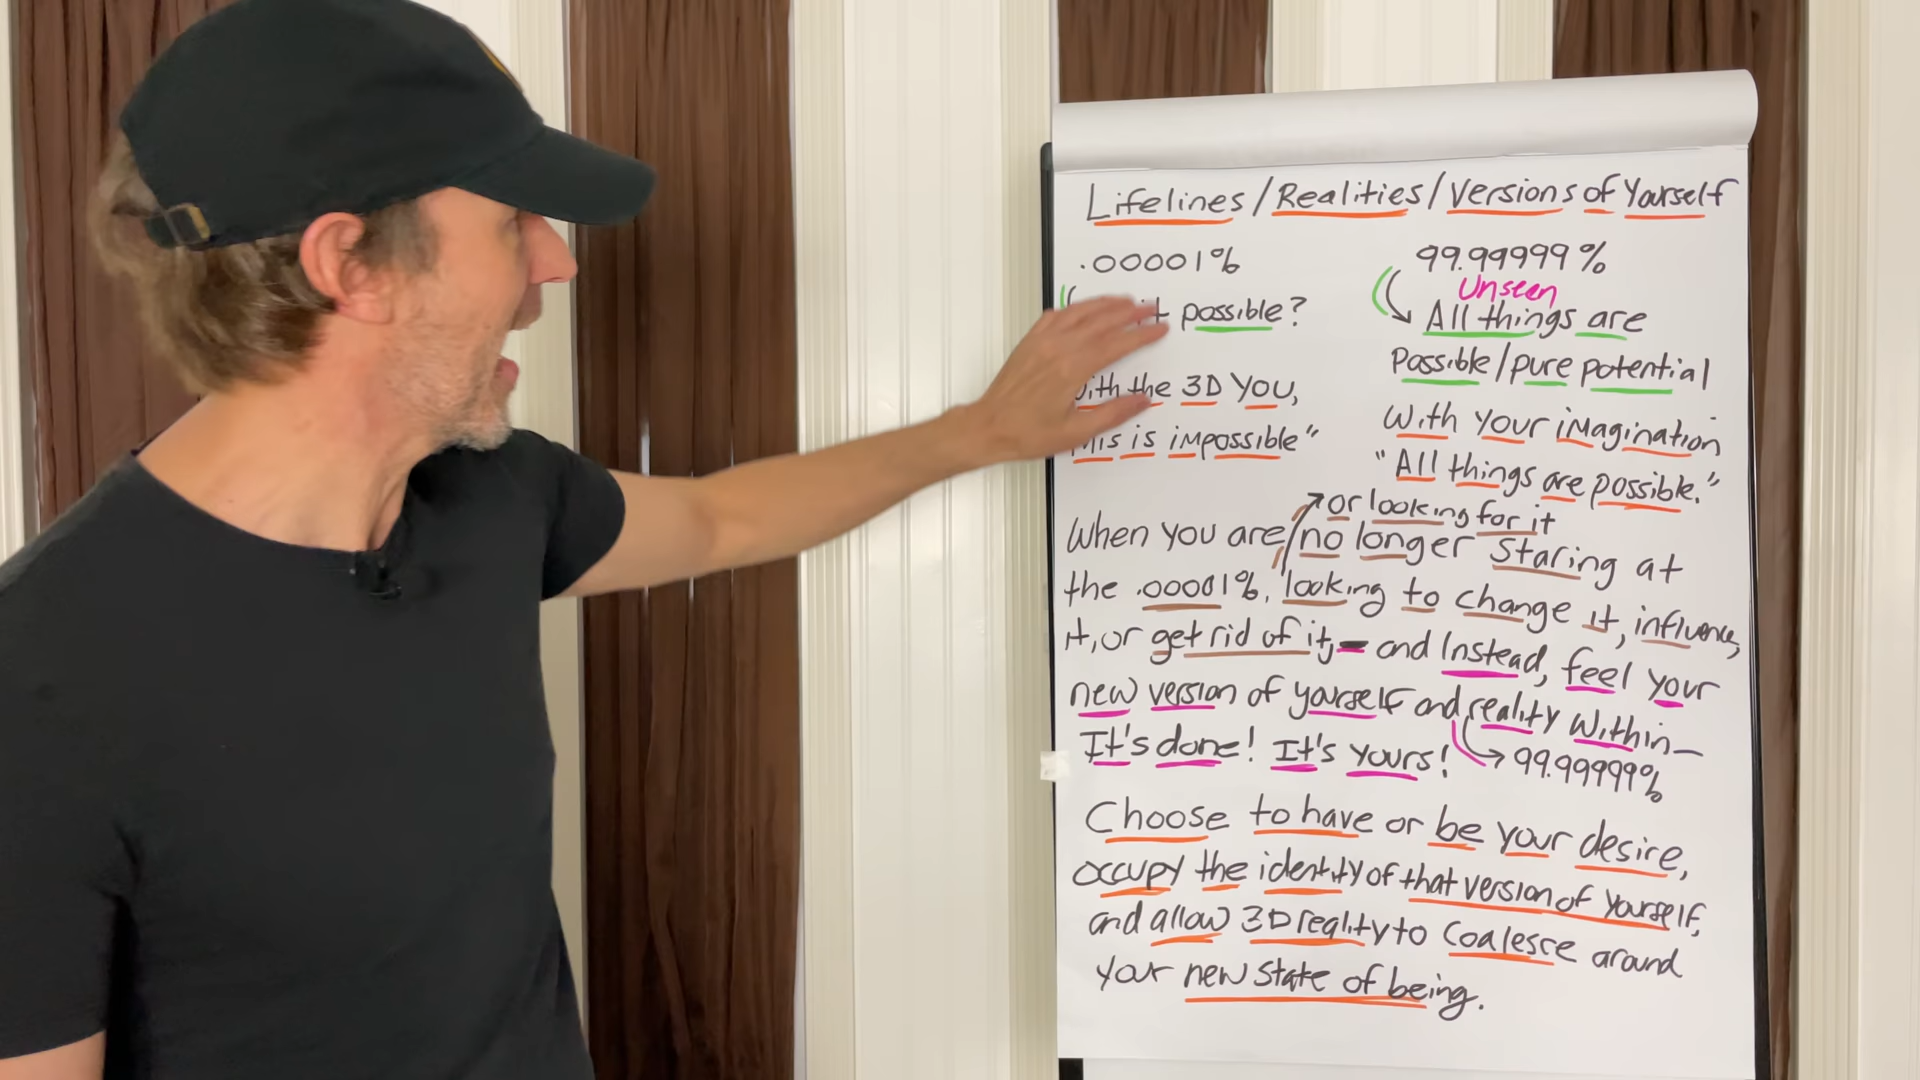 Lifelines / Realities / Versions of Yourself
.00001%
it possible?
with the 3D YOU,
this is impossible"
99.99999%
Unseen
All things are
Possible / pure potential
With your imagination
"All things are possible."
or looking for it
When you are / no longer staring at
the .00001%, looking to change it, influence
it, or get rid of it, - and Instead, feel your
new version of yourself and reality within—
It's done! It's yours!
99.99999%
Choose to have or be your desire,
occupy the identity of that version of yourself,
and allow 3D reality to coalesce around
your new state of being.